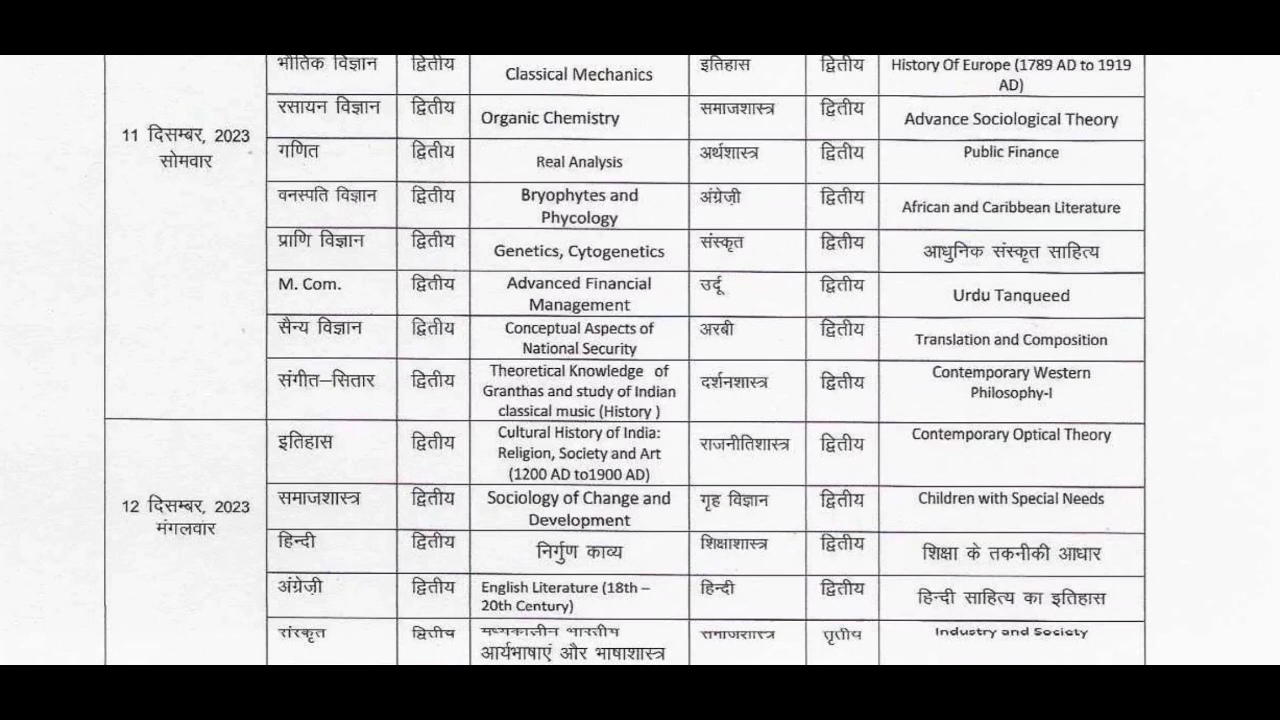 भौतिक विज्ञान द्वितीय Classical Mechanics इतिहास द्वितीय History Of Europe (1789 AD to 1919
AD)
रसायन विज्ञान द्वितीय Organic Chemistry समाजशास्त्र द्वितीय Advance Sociological Theory
11 दिसम्बर, 2023
सोमवार
गणित द्वितीय Real Analysis अर्थशास्त्र द्वितीय Public Finance
वनस्पति विज्ञान द्वितीय Bryophytes and
Phycology
अंग्रेज़ी द्वितीय African and Caribbean Literature
प्राणि विज्ञान द्वितीय Genetics, Cytogenetics संस्कृत द्वितीय आधुनिक संस्कृत साहित्य
M. Com. द्वितीय Advanced Financial
Management
उर्दू द्वितीय Urdu Tanqueed
सैन्य विज्ञान द्वितीय Conceptual Aspects of
National Security
अरबी द्वितीय Translation and Composition
संगीत–सितार द्वितीय Theoretical Knowledge of
Granthas and study of Indian
classical music (History )
दर्शनशास्त्र द्वितीय Contemporary Western
Philosophy-I
इतिहास द्वितीय Cultural History of India:
Religion, Society and Art
(1200 AD to1900 AD)
राजनीतिशास्त्र द्वितीय Contemporary Optical Theory
12 दिसम्बर, 2023
मंगलवार
समाजशास्त्र द्वितीय Sociology of Change and
Development
गृह विज्ञान द्वितीय Children with Special Needs
हिन्दी द्वितीय निर्गुण काव्य शिक्षाशास्त्र द्वितीय शिक्षा के तकनीकी आधार
अंग्रेज़ी द्वितीय English Literature (18th –
20th Century)
हिन्दी द्वितीय हिन्दी साहित्य का इतिहास
संस्कृत द्वितीय मध्यकालीन भारतीय
आर्यभाषाएं और भाषाशास्त्र
समाजशास्त्र तृतीय Industry and Society